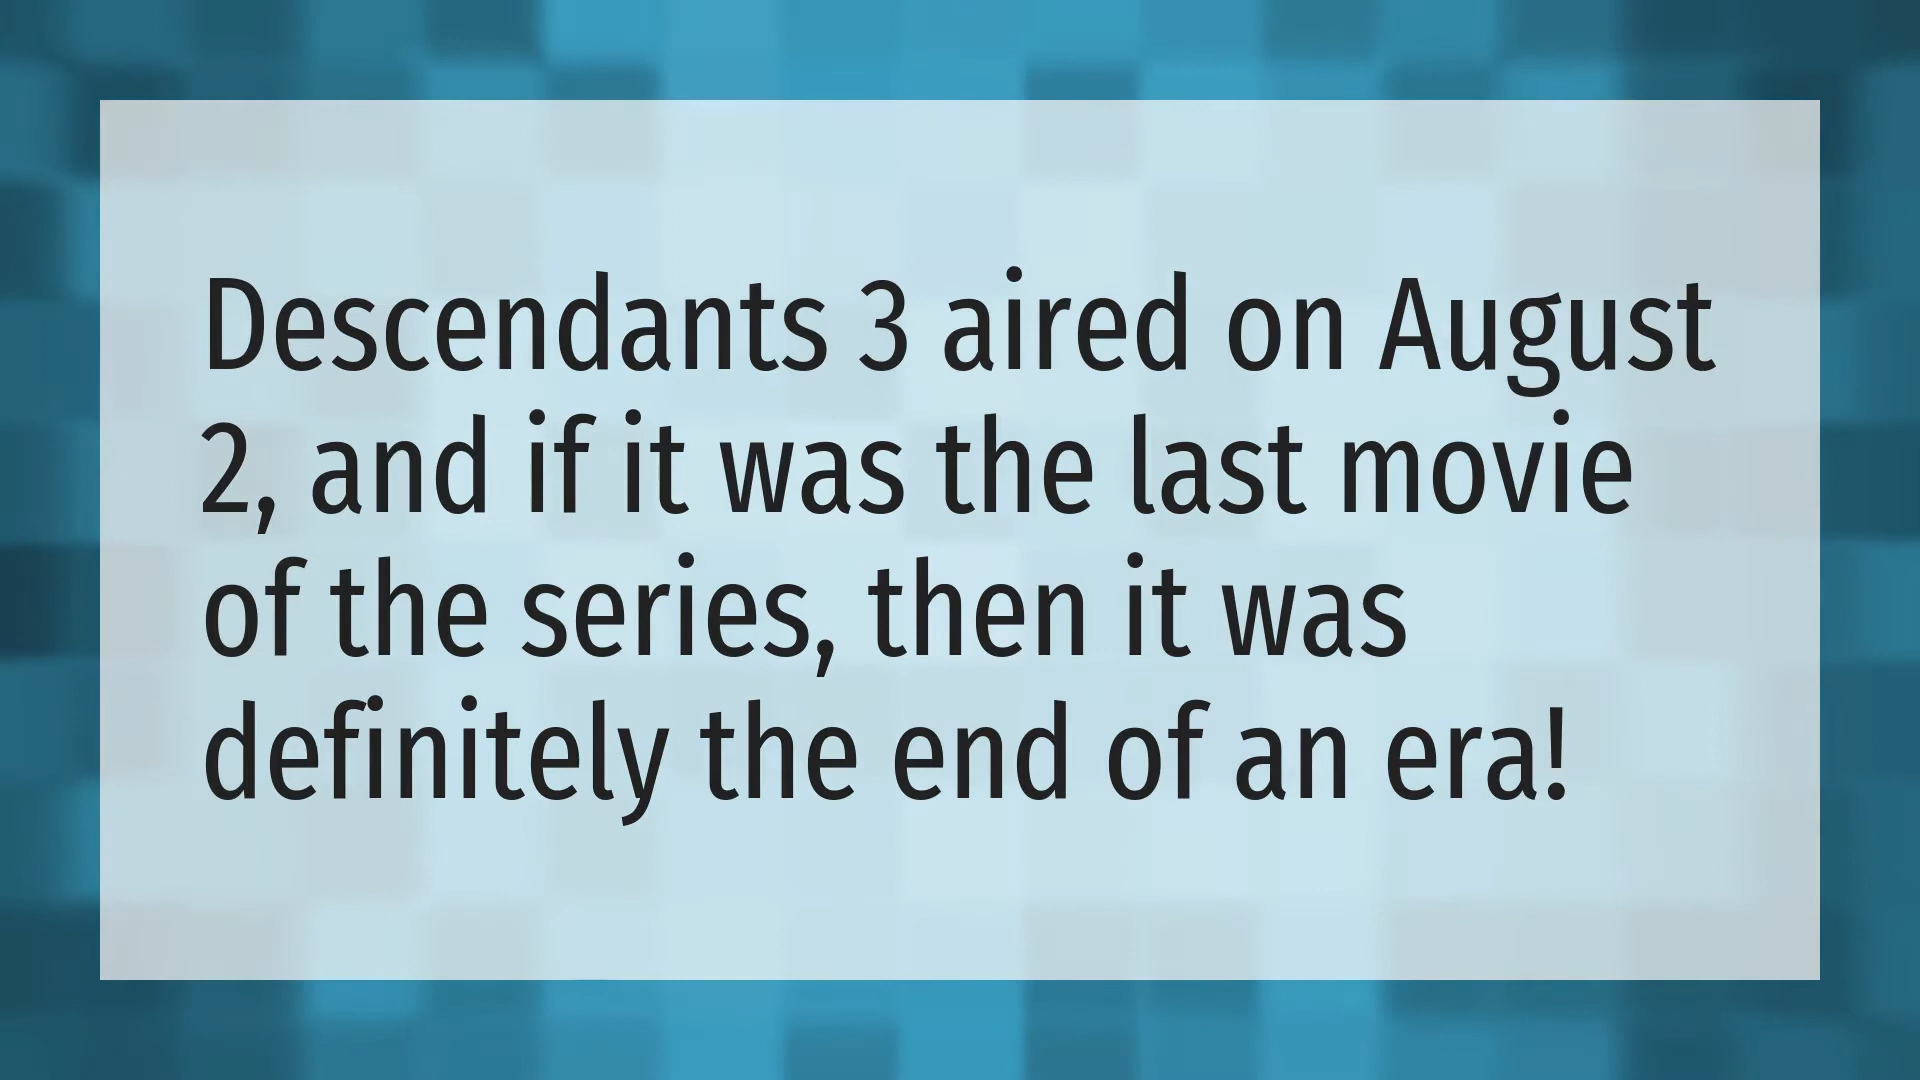 Descendants 3 aired on August
2, and if it was the last movie
of the series, then it was
definitely the end of an era!